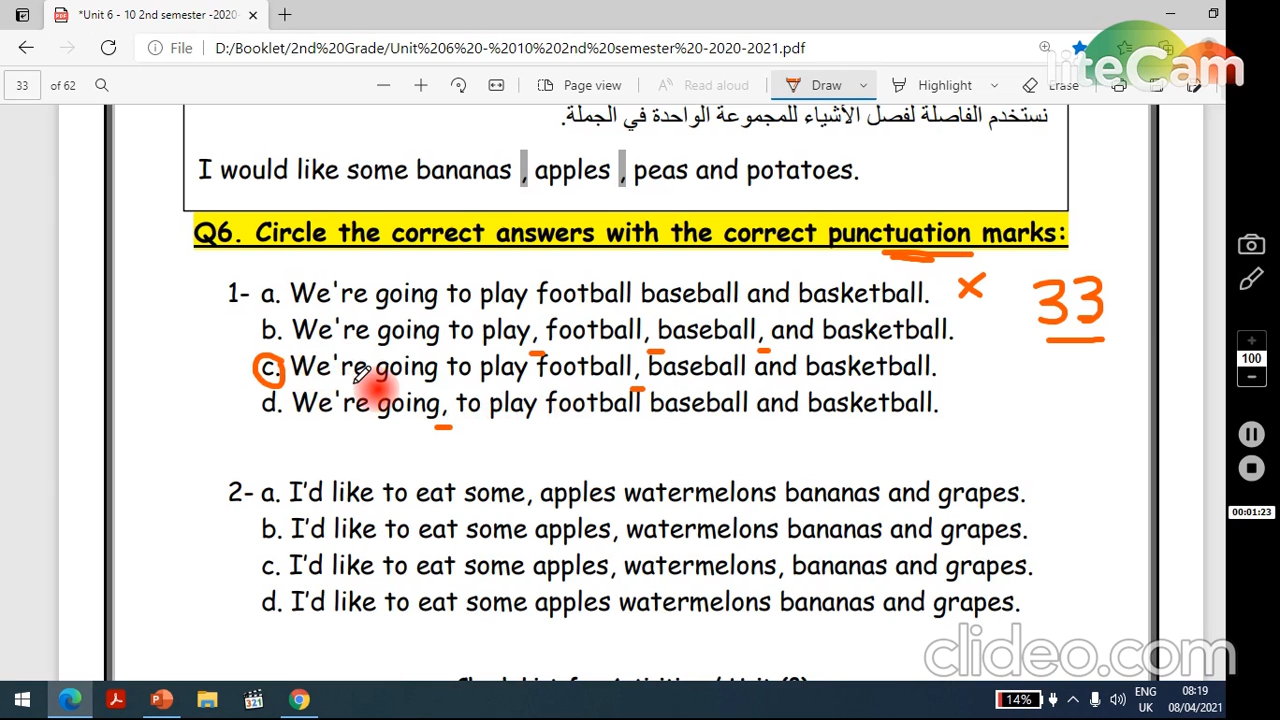 *Unit 6 - 10 2nd semester -2020-
File D:/Booklet/2nd%20Grade/Unit%206%20-%2010%202nd%20semester%20-2020-2021.pdf
liteCam
33 of 62 Page view Read aloud Draw Highlight Erase
نستخدم الفاصلة لفصل الأشياء للمجموعة الواحدة في الجملة.
I would like some bananas , apples , peas and potatoes.
Q6. Circle the correct answers with the correct punctuation marks:
1- a. We're going to play football baseball and basketball. ×
33
b. We're going to play, football, baseball, and basketball.
c. We're going to play football, baseball and basketball.
d. We're going, to play football baseball and basketball.
2- a. I'd like to eat some, apples watermelons bananas and grapes.
b. I'd like to eat some apples, watermelons bananas and grapes.
c. I'd like to eat some apples, watermelons, bananas and grapes.
d. I'd like to eat some apples watermelons bananas and grapes.
clideo.com
100
00:01:23
14%
ENG
UK
08:19
08/04/2021